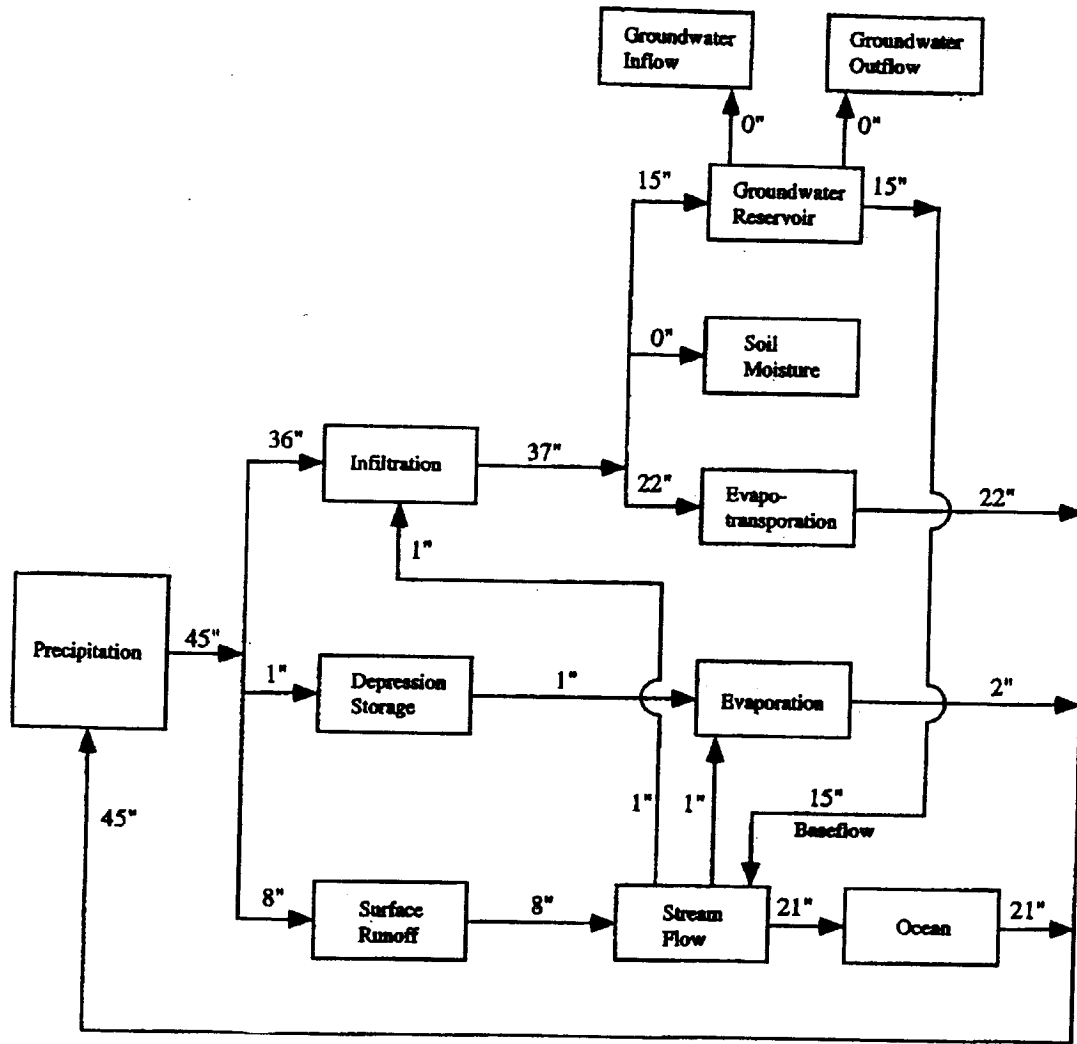 Groundwater
Inflow
Groundwater
Outflow
0"
0"
15"
Groundwater
Reservoir
15"
0"
Soil
Moisture
36"
Infiltration
37"
22"
Evapo-
transporation
22"
1"
Precipitation
45"
1"
Depression
Storage
1"
Evaporation
2"
45"
1"
1"
15"
Baseflow
8"
Surface
Runoff
8"
Stream
Flow
21"
Ocean
21"